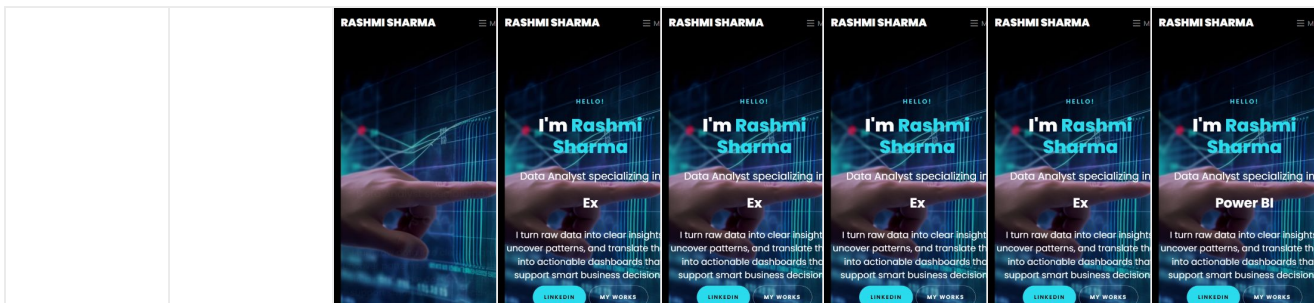 RASHMI SHARMA M
RASHMI SHARMA M
HELLO!
I'm Rashmi
Sharma
Data Analyst specializing in
Ex
I turn raw data into clear insights
uncover patterns, and translate th
into actionable dashboards tha
support smart business decision
LINKEDIN MY WORKS
RASHMI SHARMA M
HELLO!
I'm Rashmi
Sharma
Data Analyst specializing in
Ex
I turn raw data into clear insights
uncover patterns, and translate th
into actionable dashboards tha
support smart business decision
LINKEDIN MY WORKS
RASHMI SHARMA M
HELLO!
I'm Rashmi
Sharma
Data Analyst specializing in
Ex
I turn raw data into clear insights
uncover patterns, and translate th
into actionable dashboards tha
support smart business decision
LINKEDIN MY WORKS
RASHMI SHARMA M
HELLO!
I'm Rashmi
Sharma
Data Analyst specializing in
Ex
I turn raw data into clear insights
uncover patterns, and translate th
into actionable dashboards tha
support smart business decision
LINKEDIN MY WORKS
RASHMI SHARMA M
HELLO!
I'm Rashmi
Sharma
Data Analyst specializing in
Power BI
I turn raw data into clear insights
uncover patterns, and translate th
into actionable dashboards tha
support smart business decision
LINKEDIN MY WORKS